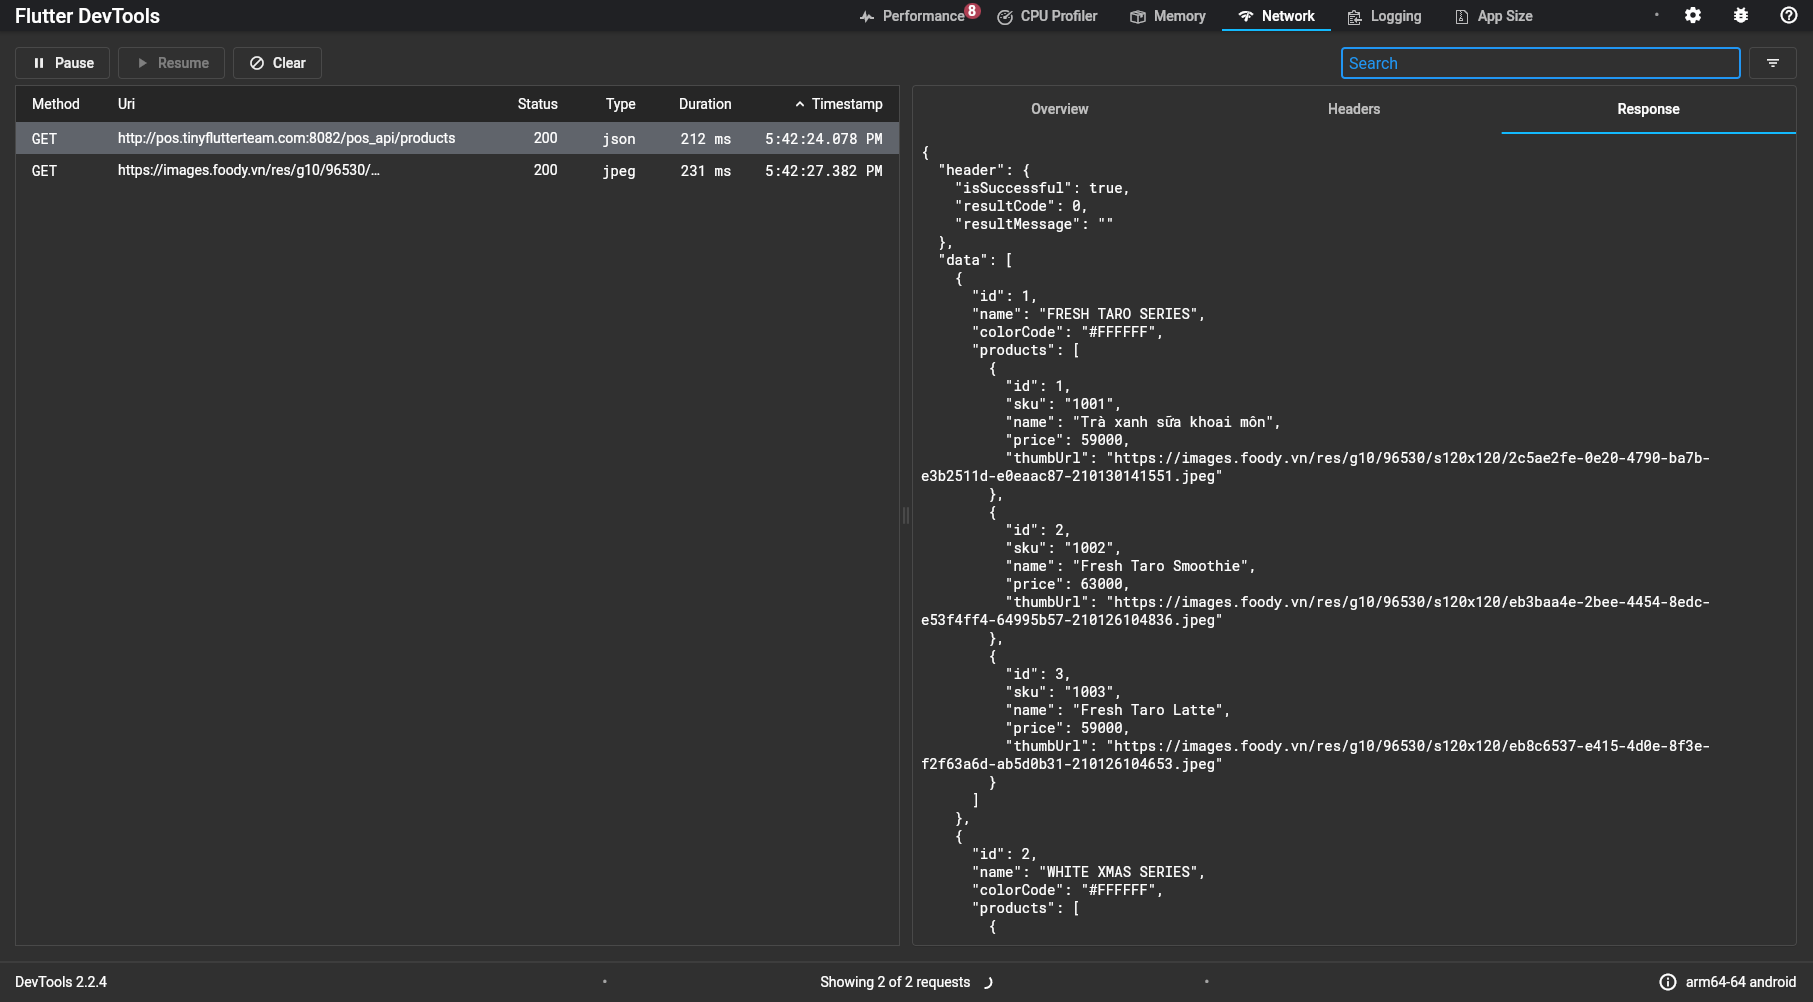 Flutter DevTools
Performance 8 CPU Profiler Memory Network Logging App Size
Pause Resume Clear
Search
Method Uri Status Type Duration Timestamp
GET http://pos.tinyflutterteam.com:8082/pos_api/products 200 json 212 ms 5:42:24.078 PM
GET https://images.foody.vn/res/g10/96530/… 200 jpeg 231 ms 5:42:27.382 PM
Overview Headers Response
{
"header": {
"isSuccessful": true,
"resultCode": 0,
"resultMessage": ""
},
"data": [
{
"id": 1,
"name": "FRESH TARO SERIES",
"colorCode": "#FFFFFF",
"products": [
{
"id": 1,
"sku": "1001",
"name": "Trà xanh sữa khoai môn",
"price": 59000,
"thumbUrl": "https://images.foody.vn/res/g10/96530/s120x120/2c5ae2fe-0e20-4790-ba7b-
e3b2511d-e0eaac87-210130141551.jpeg"
},
{
"id": 2,
"sku": "1002",
"name": "Fresh Taro Smoothie",
"price": 63000,
"thumbUrl": "https://images.foody.vn/res/g10/96530/s120x120/eb3baa4e-2bee-4454-8edc-
e53f4ff4-64995b57-210126104836.jpeg"
},
{
"id": 3,
"sku": "1003",
"name": "Fresh Taro Latte",
"price": 59000,
"thumbUrl": "https://images.foody.vn/res/g10/96530/s120x120/eb8c6537-e415-4d0e-8f3e-
f2f63a6d-ab5d0b31-210126104653.jpeg"
}
]
},
{
"id": 2,
"name": "WHITE XMAS SERIES",
"colorCode": "#FFFFFF",
"products": [
{
DevTools 2.2.4 • Showing 2 of 2 requests • arm64-64 android